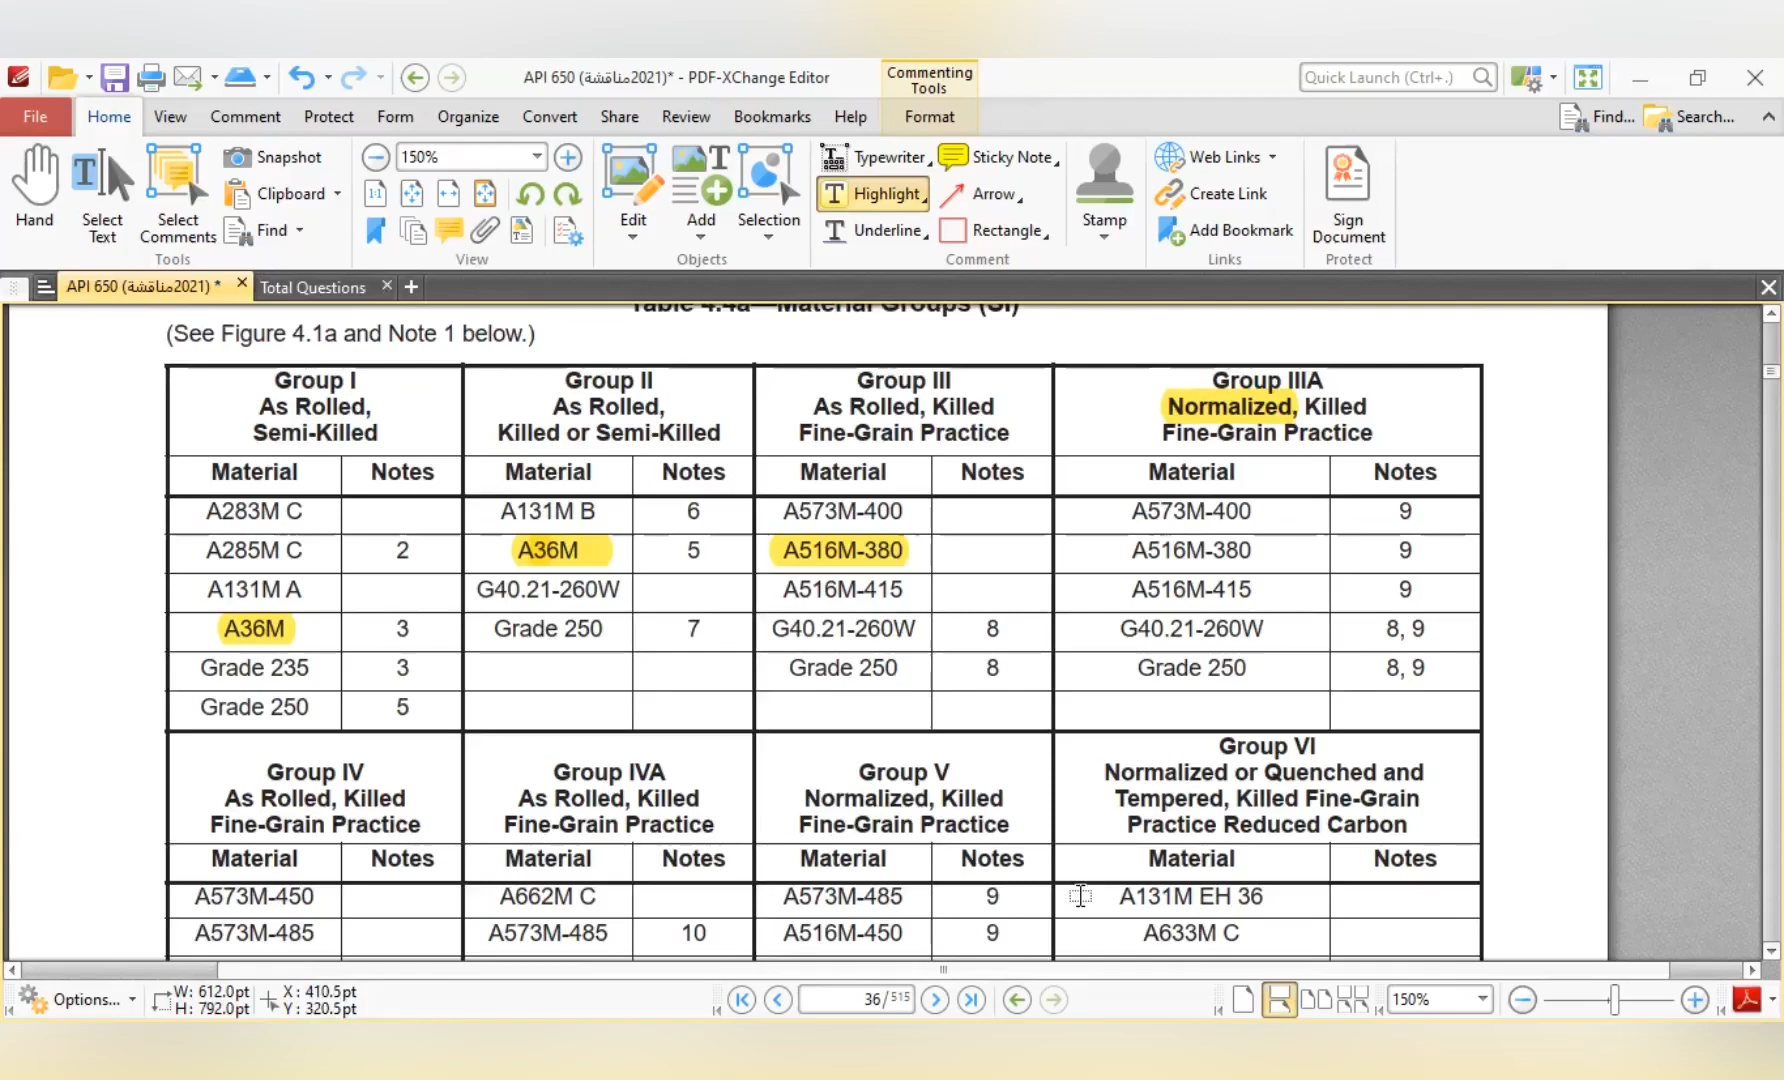 API 650 (مناقشة2021)* - PDF-XChange Editor
Commenting Tools
Quick Launch (Ctrl+.)
File Home View Comment Protect Form Organize Convert Share Review Bookmarks Help Format Find... Search...
Hand
Select Text
Select Comments
Snapshot
Clipboard
Find
Tools
150%
View
Edit
Add
Selection
Objects
Typewriter
Sticky Note
Highlight
Arrow
Underline
Rectangle
Comment
Stamp
Web Links
Create Link
Add Bookmark
Links
Sign Document
Protect
API 650 (مناقشة2021) * Total Questions
Table 4.4a—Material Groups (SI)
(See Figure 4.1a and Note 1 below.)
Group I As Rolled, Semi-Killed
Group II As Rolled, Killed or Semi-Killed
Group III As Rolled, Killed Fine-Grain Practice
Group IIIA Normalized, Killed Fine-Grain Practice
Material Notes Material Notes Material Notes Material Notes
A283M C A131M B 6 A573M-400 A573M-400 9
A285M C 2 A36M 5 A516M-380 A516M-380 9
A131M A G40.21-260W A516M-415 A516M-415 9
A36M 3 Grade 250 7 G40.21-260W 8 G40.21-260W 8, 9
Grade 235 3 Grade 250 8 Grade 250 8, 9
Grade 250 5
Group IV As Rolled, Killed Fine-Grain Practice
Group IVA As Rolled, Killed Fine-Grain Practice
Group V Normalized, Killed Fine-Grain Practice
Group VI Normalized or Quenched and Tempered, Killed Fine-Grain Practice Reduced Carbon
Material Notes Material Notes Material Notes Material Notes
A573M-450 A662M C A573M-485 9 A131M EH 36
A573M-485 A573M-485 10 A516M-450 9 A633M C
Options...
W: 612.0pt
H: 792.0pt
X: 410.5pt
Y: 320.5pt
36/515
150%